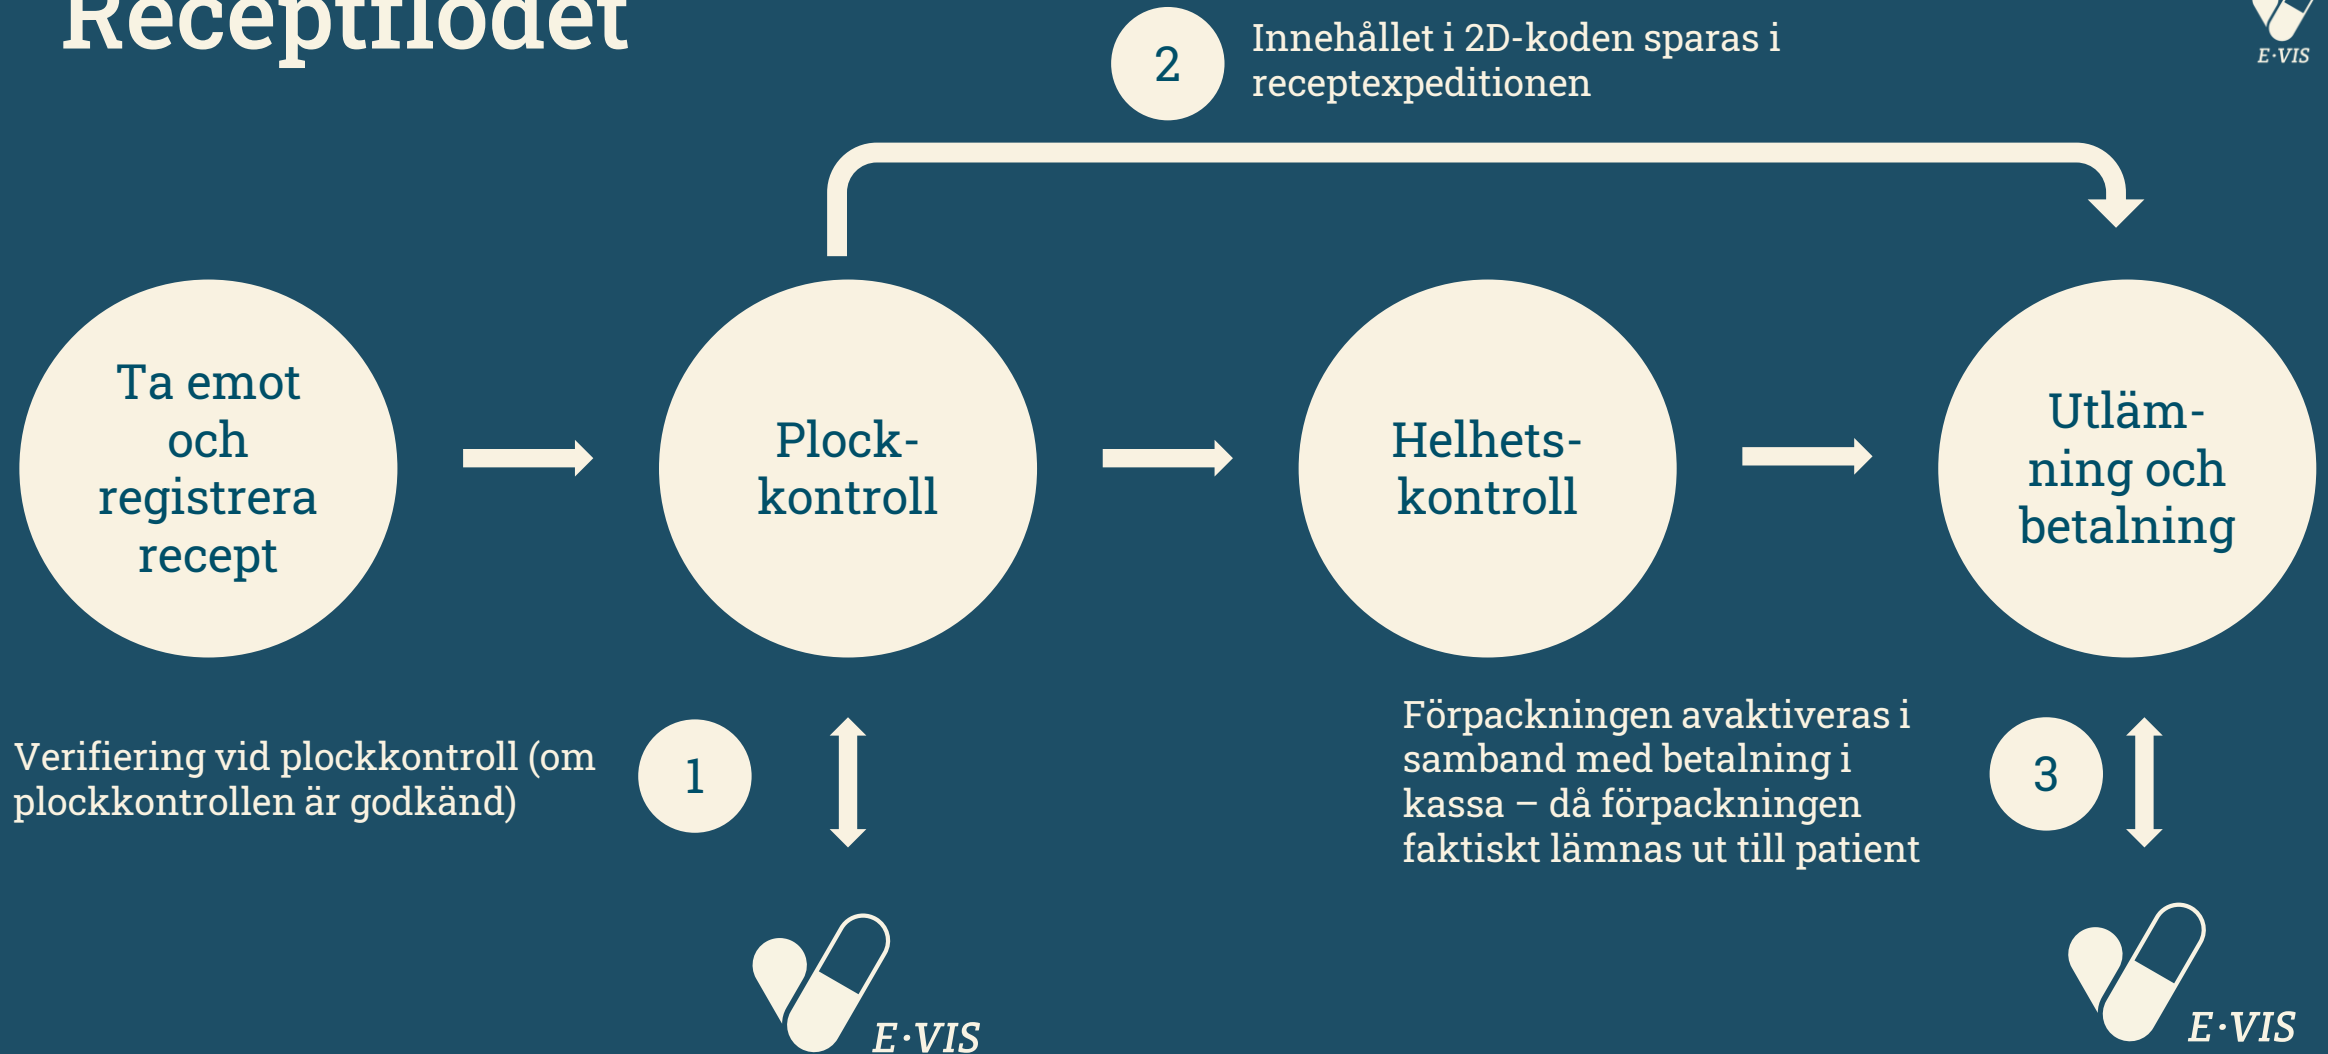 Receptflödet
2
Innehållet i 2D-koden sparas i
receptexpeditionen
E·VIS
Ta emot
och
registrera
recept
Plock-
kontroll
Helhets-
kontroll
Utläm-
ning och
betalning
Verifiering vid plockkontroll (om
plockkontrollen är godkänd)
1
Förpackningen avaktiveras i
samband med betalning i
kassa – då förpackningen
faktiskt lämnas ut till patient
3
E·VIS
E·VIS